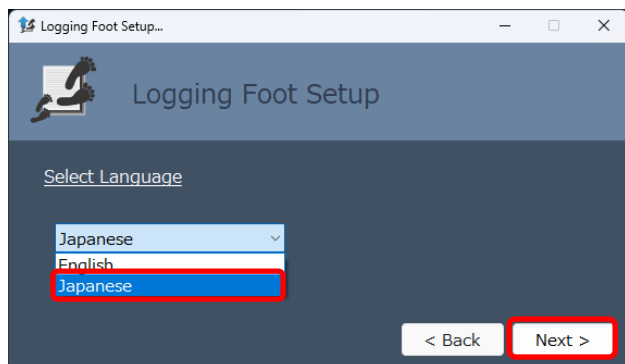 Logging Foot Setup...
Logging Foot Setup
Select Language
Japanese
English
Japanese
< Back
Next >